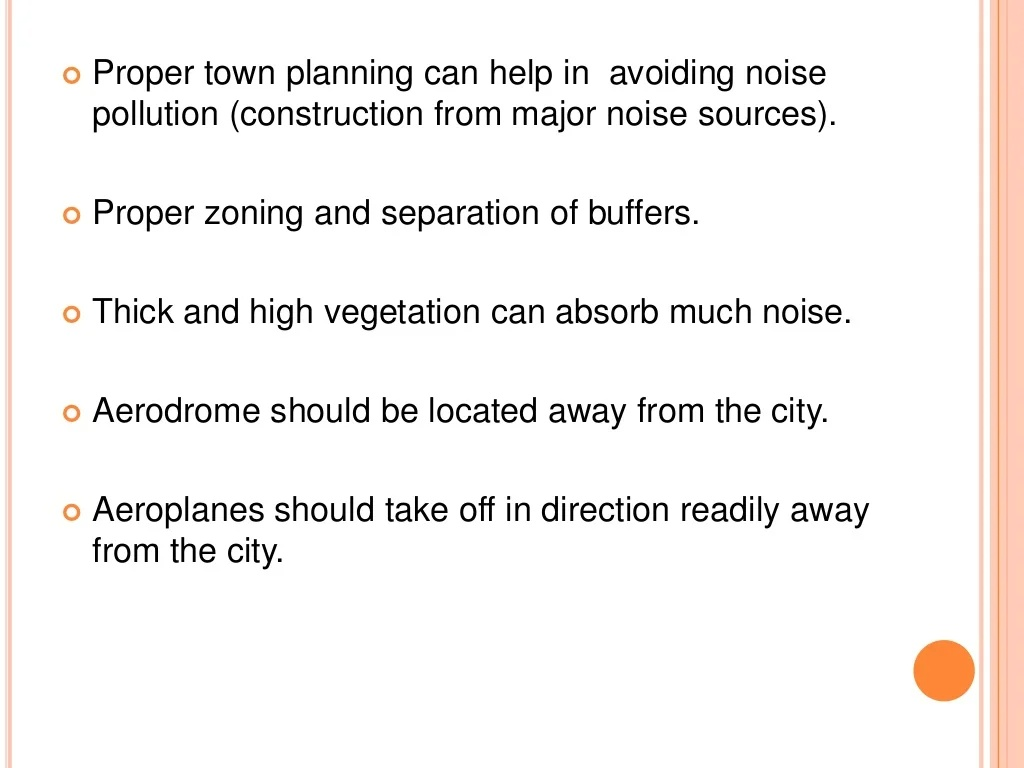 Proper town planning can help in  avoiding noise
pollution (construction from major noise sources).
Proper zoning and separation of buffers.
Thick and high vegetation can absorb much noise.
Aerodrome should be located away from the city.
Aeroplanes should take off in direction readily away
from the city.